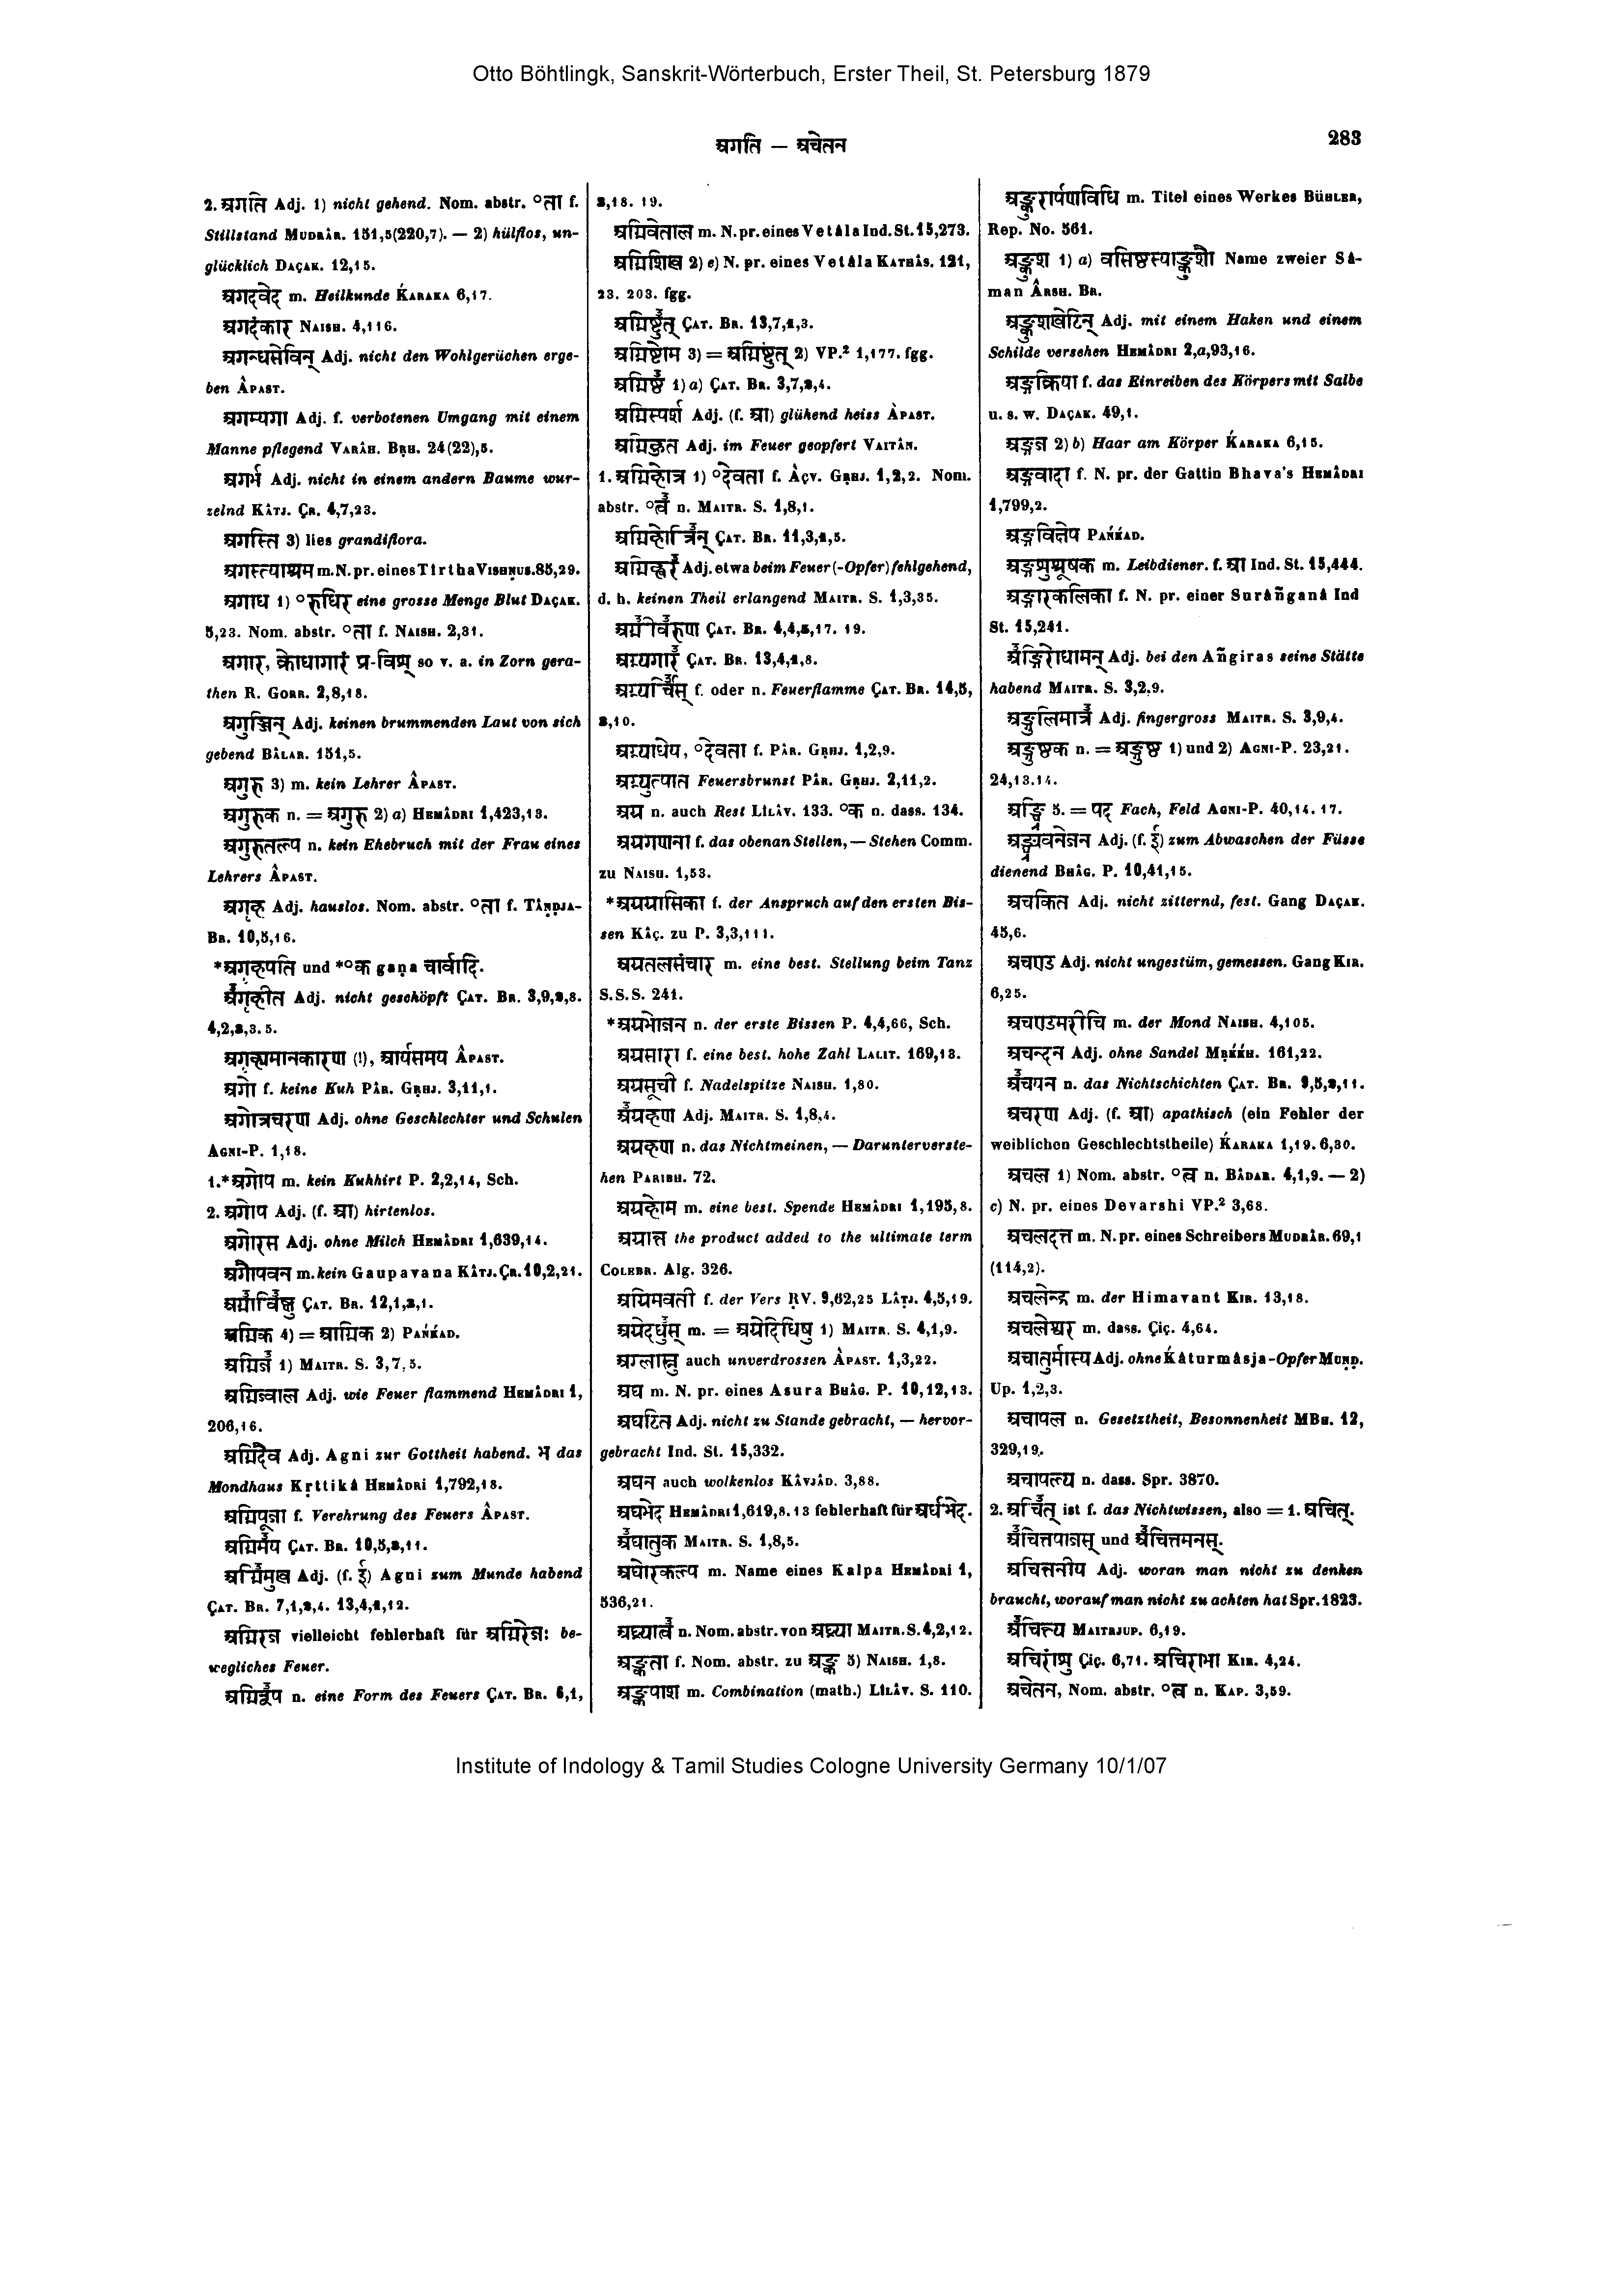 Otto Böhtlingk, Sanskrit-Wörterbuch, Erster Theil, St. Petersburg 1879
अगति — अचेतन
283
2. अगति Adj. 1) nicht gehend. Nom. abstr. °ता f.
Stillstand Mudrâr. 151,5(220,7). — 2) hülflos, un-
glücklich Daçak. 12,15.
अगदवेद m. Heilkunde Ḱaraka 6,17.
अगदंकार Naish. 4,116.
अगन्धसेविन् Adj. nicht den Wohlgerüchen erge-
ben Âpast.
अगम्यगा Adj. f. verbotenen Umgang mit einem
Manne pflegend Varâh. Bṛh. 24(22),5.
अगर्भ Adj. nicht in einem andern Baume wur-
zelnd Kâtj. Çr. 4,7,23.
अगस्ति 3) lies grandiflora.
अगस्त्याश्रम m. N. pr. eines Tîrtha Vishṇus. 85,29.
अगाध 1) °रुधिर eine grosse Menge Blut Daçak.
5,23. Nom. abstr. °ता f. Naish. 2,31.
अगार, क्रोधागारं प्र-विश् so v. a. in Zorn gera-
then R. Gorr. 2,8,18.
अगुञ्जिन् Adj. keinen brummenden Laut von sich
gebend Bâlar. 151,5.
अगुरु 3) m. kein Lehrer Âpast.
अगुरुक n. = अगुरु 2) a) Hemâdri 1,423,13.
अगुरुतल्प n. kein Ehebruch mit der Frau eines
Lehrers Âpast.
अगृह Adj. hauslos. Nom. abstr. °ता f. Tâṇḍja-
Br. 10,5,16.
*अगृहपति und *°क gaṇa चार्वादि.
अ॑गृहीत Adj. nicht geschöpft Çat. Br. 3,9,2,8.
4,2,3,3. 5.
अगृह्यमानकारण (!), आर्यसमय Âpast.
अगो f. keine Kuh Pâr. Gṛhj. 3,11,1.
अगोत्रचरण Adj. ohne Geschlechter und Schulen
Agni-P. 1,18.
1.*अगोप m. kein Kuhhirt P. 2,2,14, Sch.
2. अगोप Adj. (f. आ) hirtenlos.
अगोरस Adj. ohne Milch Hemâdri 1,639,14.
अगौपवन m. kein Gaupavana Kâtj. Çr. 10,2,21.
अग्नाविष्णु Çat. Br. 12,1,3,1.
अग्निक 4) = आग्निक 2) Pańḱad.
अग्निज 1) Maitr. S. 3,7,5.
अग्निज्वाल Adj. wie Feuer flammend Hemâdri 1,
206,16.
अग्निदैव Adj. Agni zur Gottheit habend. भ das
Mondhaus Kṛttikâ Hemâdri 1,792,18.
अग्निपूजा f. Verehrung des Feuers Âpast.
अग्निम॑य Çat. Br. 10,5,2,11.
अग्नि॑मुख Adj. (f. ई) Agni zum Munde habend
Çat. Br. 7,1,2,4. 13,4,1,12.
अग्निरज vielleicht fehlerhaft für अग्निरेजः be-
wegliches Feuer.
अग्निरूप n. eine Form des Feuers Çat. Br. 6,1,
3,18. 19.
अग्निवेताल m. N. pr. eines Vetâla Ind. St. 15,273.
अग्निशिख 2) e) N. pr. eines Vetâla Kathâs. 121,
23. 203. fgg.
अग्निष्टु॑त् Çat. Br. 13,7,1,3.
अग्निष्टोम 3) = अग्निष्टुत् 2) VP.² 1,177. fgg.
अग्निष्ठ॑ 1) a) Çat. Br. 3,7,2,4.
अग्निस्पर्श Adj. (f. आ) glühend heiss Âpast.
अग्निहुत Adj. im Feuer geopfert Vaitân.
1. अग्निहोत्र 1) °देवता f. Âçv. Gṛhj. 1,2,2. Nom.
abstr. °त्व॑ n. Maitr. S. 1,8,1.
अग्निहोत्रि॑न् Çat. Br. 11,3,1,5.
अग्निह्वर॑ Adj. etwa beim Feuer(-Opfer) fehlgehend,
d. h. keinen Theil erlangend Maitr. S. 1,3,35.
अग्नी॑व॑रुण Çat. Br. 4,4,5,17. 19.
अग्न्यगार॑ Çat. Br. 13,4,1,8.
अग्न्यर्चि॑स् f. oder n. Feuerflamme Çat. Br. 14,5,
3,10.
अग्न्याधेय, °देवता f. Pâr. Gṛhj. 1,2,9.
अग्न्युत्पात Feuersbrunst Pâr. Gṛhj. 2,11,2.
अग्र n. auch Rest Lîlâv. 133. °क n. dass. 134.
अग्रगणना f. das obenan Stellen, — Stehen Comm.
zu Naish. 1,53.
*अग्रग्रासिका f. der Anspruch auf den ersten Bis-
sen Kâç. zu P. 3,3,111.
अग्रतलसंचार m. eine best. Stellung beim Tanz
S.S.S. 241.
*अग्रभोजन n. der erste Bissen P. 4,4,66, Sch.
अग्रसारा f. eine best. hohe Zahl Lalit. 169,13.
अग्रसूची f. Nadelspitze Naish. 1,80.
अ॑ग्रहण Adj. Maitr. S. 1,8,4.
अग्रहण n. das Nichtmeinen, — Darunterverste-
hen Paribh. 72.
अग्रहोम m. eine best. Spende Hemâdri 1,195,8.
अग्रात्त the product added to the ultimate term
Colebr. Alg. 326.
अग्रिमवती f. der Vers ṚV. 9,62,25 Lâṭj. 4,5,19.
अग्रेदधु॑स् m. = अग्रेदिधिषु 1) Maitr. S. 4,1,9.
अग्लास्नु auch unverdrossen Âpast. 1,3,22.
अघ m. N. pr. eines Asura Bhâg. P. 10,12,13.
अघटित Adj. nicht zu Stande gebracht, — hervor-
gebracht Ind. St. 15,332.
अघन auch wolkenlos Kâvjâd. 3,88.
अघभेद Hemâdri 1,619,8. 13 fehlerhaft für अर्धभेद.
अ॑घातुक Maitr. S. 1,8,5.
अघोरकल्प m. Name eines Kalpa Hemâdri 1,
536,21.
अघ्न्यात्व॑ n. Nom. abstr. von अघ्न्या Maitr. S. 4,2,12.
अङ्कता f. Nom. abstr. zu अङ्क 5) Naish. 1,8.
अङ्कपाश m. Combination (math.) Lîlâv. S. 110.
अङ्कुरार्पणविधि m. Titel eines Werkes Bühler,
Rep. No. 561.
अङ्कुश 1) a) वसिष्ठस्याङ्कुशौ Name zweier Sâ-
man Ârsh. Br.
अङ्कुशखेटिन् Adj. mit einem Haken und einem
Schilde versehen Hemâdri 2,a,93,16.
अङ्गक्रिया f. das Einreiben des Körpers mit Salbe
u. s. w. Daçak. 49,1.
अङ्गज 2) b) Haar am Körper Ḱaraka 6,15.
अङ्गवादा f. N. pr. der Gattin Bhava's Hemâdri
1,799,2.
अङ्गविक्षेप Pańḱad.
अङ्गशुश्रूषक m. Leibdiener. f. आ Ind. St. 15,444.
अङ्गारकलिका f. N. pr. einer Surâñganâ Ind
St. 15,241.
अ॑ङ्गिरोधामन् Adj. bei den Añgiras seine Stätte
habend Maitr. S. 3,2,9.
अङ्गुलिमात्र॑ Adj. fingergross Maitr. S. 3,9,4.
अङ्गुष्ठक n. = अङ्गुष्ठ 1) und 2) Agni-P. 23,21.
24,13.14.
अङ्घ्रि 5. = पद Fach, Feld Agni-P. 40,14. 17.
अङ्घ्र्यवनेजन Adj. (f. ई) zum Abwaschen der Füsse
dienend Bhâg. P. 10,41,15.
अचकित Adj. nicht zitternd, fest. Gang Daçak.
45,6.
अचण्ड Adj. nicht ungestüm, gemessen. Gang Kir.
6,25.
अचण्डमरीचि m. der Mond Naish. 4,105.
अचन्दन Adj. ohne Sandel Mṛḱḱh. 161,22.
अ॑चयन n. das Nichtschichten Çat. Br. 9,5,2,11.
अचरण Adj. (f. आ) apathisch (ein Fehler der
weiblichen Geschlechtstheile) Ḱaraka 1,19. 6,30.
अचल 1) Nom. abstr. °त्व n. Bâdar. 4,1,9. — 2)
c) N. pr. eines Devarshi VP.² 3,68.
अचलदत्त m. N. pr. eines Schreibers Mudrâr. 69,1
(114,2).
अचलेन्द्र m. der Himavant Kir. 13,18.
अचलेश्वर m. dass. Çiç. 4,64.
अचातुर्मास्य Adj. ohne Ḱâturmâsja-Opfer Muṇḍ.
Up. 1,2,3.
अचापल n. Gesetztheit, Besonnenheit MBh. 12,
329,19.
अचापल्य n. dass. Spr. 3870.
2. अचि॑त् ist f. das Nichtwissen, also = 1. अचित्.
अ॑चित्तपाजस् und अ॑चित्तमनस्.
अचित्तनीय Adj. woran man nicht zu denken
braucht, worauf man nicht zu achten hat Spr. 1823.
अ॑चित्त्य Maitrjup. 6,19.
अचिरांशु Çiç. 6,71. अचिराभा Kir. 4,24.
अचेतन, Nom. abstr. °त्व n. Kap. 3,59.
Institute of Indology & Tamil Studies Cologne University Germany 10/1/07